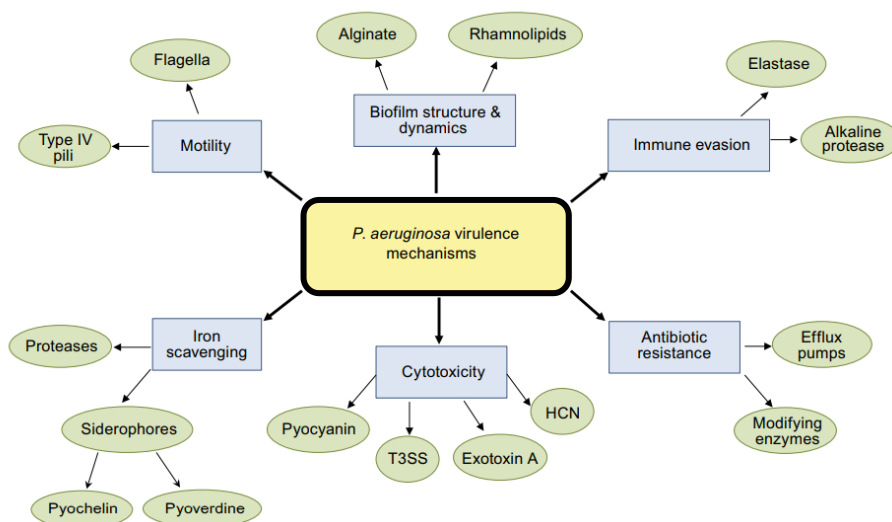 Alginate
Rhamnolipids
Flagella
Elastase
Biofilm structure &
dynamics
Type IV
pili
Motility
Immune evasion
Alkaline
protease
P. aeruginosa virulence
mechanisms
Proteases
Iron
scavenging
Cytotoxicity
Antibiotic
resistance
Efflux
pumps
Siderophores
Pyocyanin
T3SS
Exotoxin A
HCN
Modifying
enzymes
Pyochelin
Pyoverdine